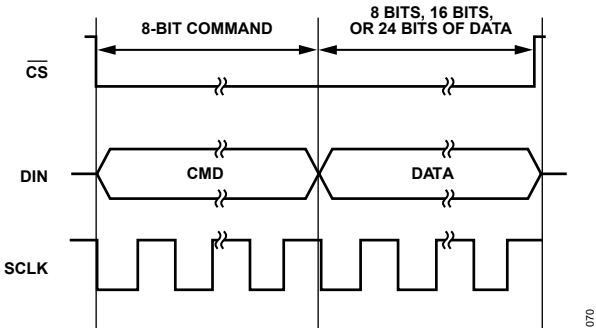 8-BIT COMMAND
8 BITS, 16 BITS,
OR 24 BITS OF DATA
CS
DIN
CMD
DATA
SCLK
070